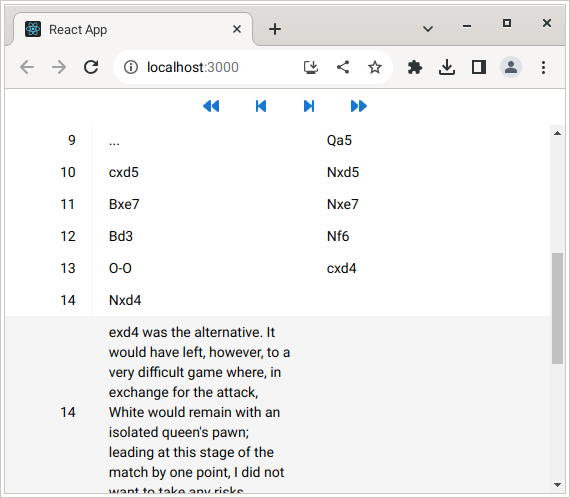 React App
localhost:3000
9 ... Qa5
10 cxd5 Nxd5
11 Bxe7 Nxe7
12 Bd3 Nf6
13 O-O cxd4
14 Nxd4
exd4 was the alternative. It
would have left, however, to a
very difficult game where, in
exchange for the attack,
14 White would remain with an
isolated queen's pawn;
leading at this stage of the
match by one point, I did not
want to take any risks